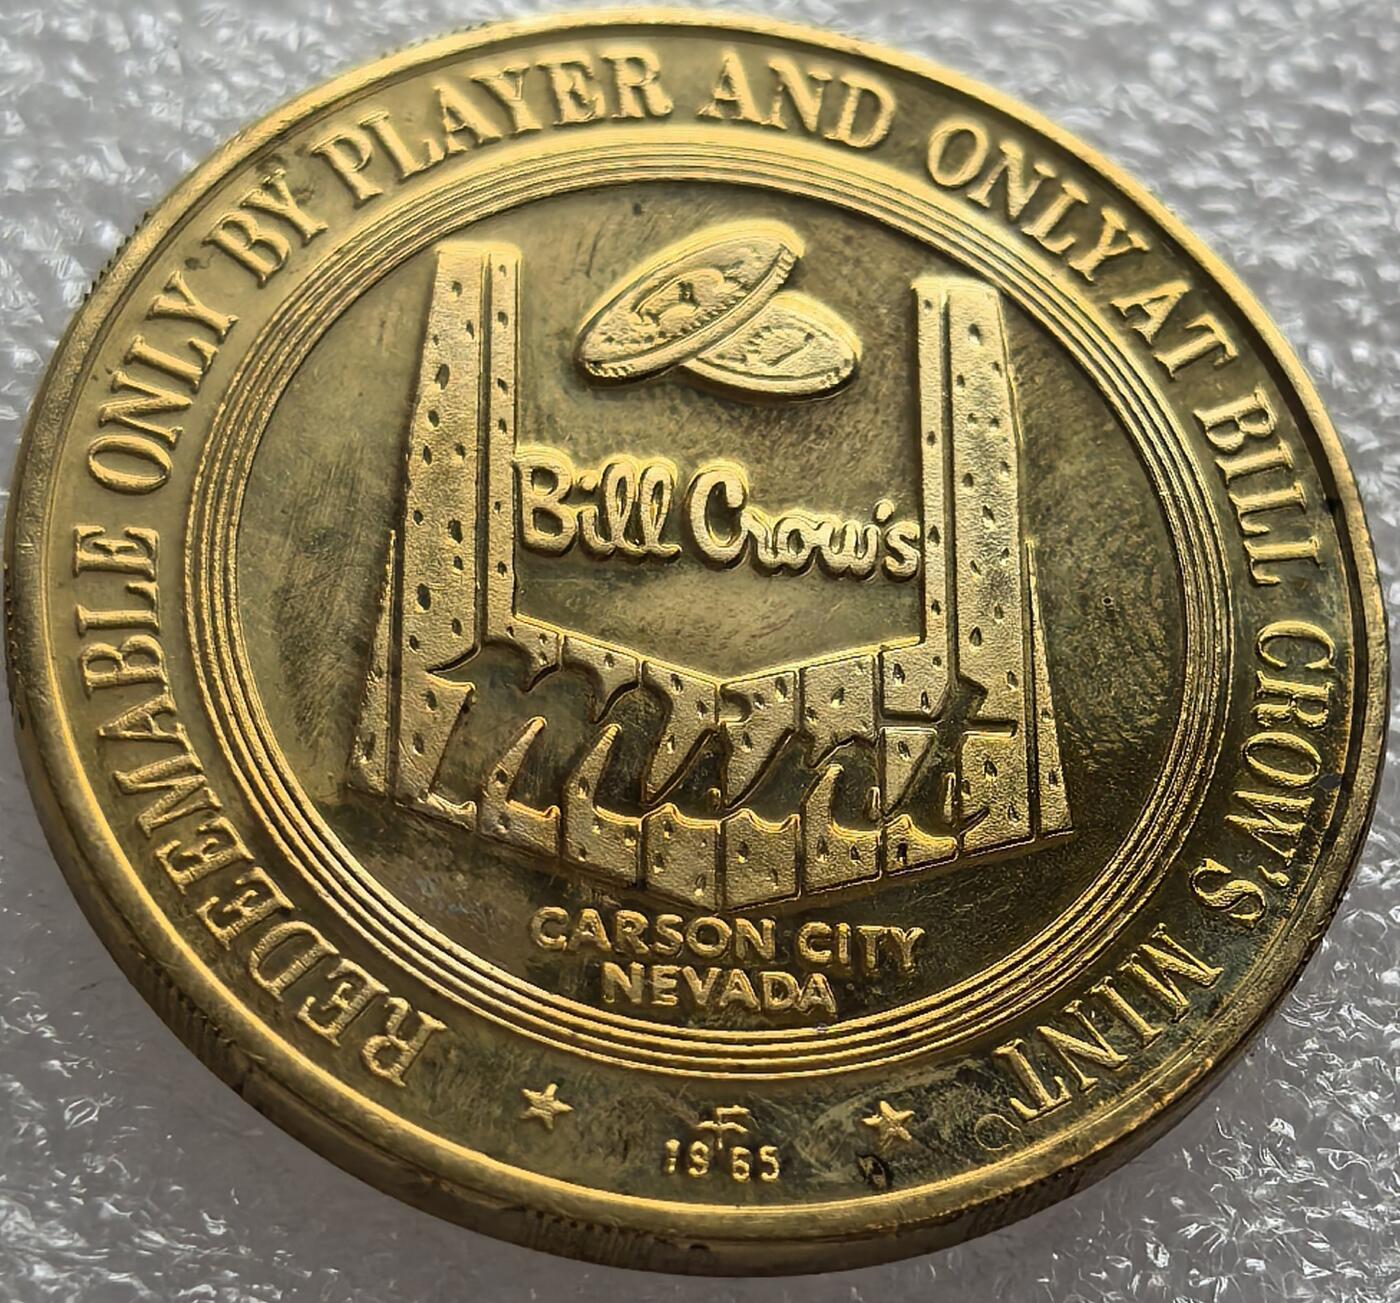 REDEEMABLE ONLY BY PLAYER AND ONLY AT BILL CROW'S MINT
Bill Crow's
mint
CARSON CITY
NEVADA
1965